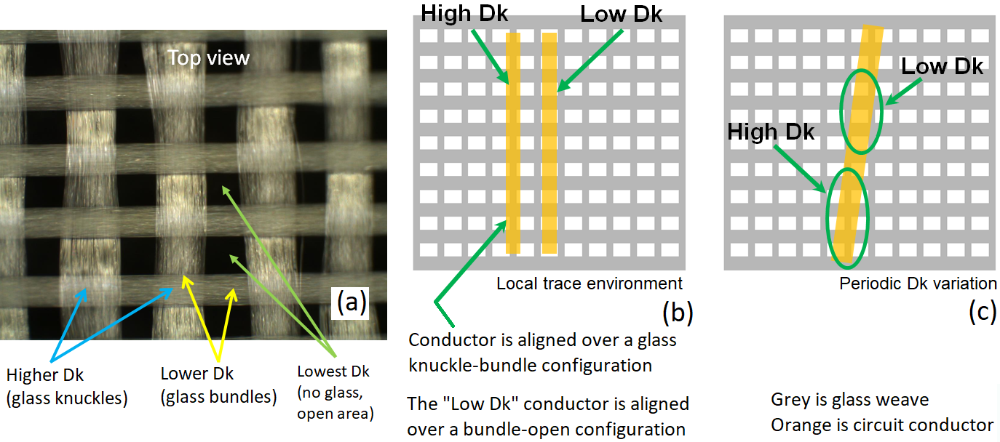 Top view
(a)
Higher Dk
(glass knuckles)
Lower Dk
(glass bundles)
Lowest Dk
(no glass,
open area)
High Dk
Low Dk
Local trace environment
(b)
Conductor is aligned over a glass
knuckle-bundle configuration
The "Low Dk" conductor is aligned
over a bundle-open configuration
Low Dk
High Dk
Periodic Dk variation
(c)
Grey is glass weave
Orange is circuit conductor